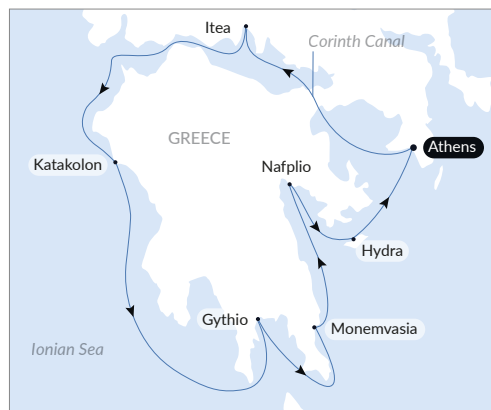 Itea
Corinth Canal
GREECE
Athens
Katakolon
Nafplio
Hydra
Gythio
Monemvasia
Ionian Sea